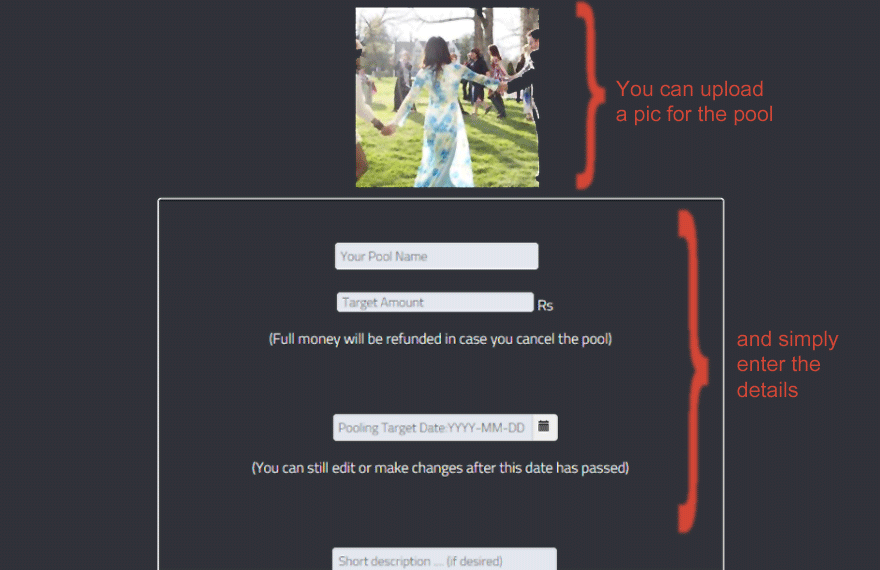 You can upload
a pic for the pool
Your Pool Name
Target Amount Rs
(Full money will be refunded in case you cancel the pool)
and simply
enter the
details
Pooling Target Date:YYYY-MM-DD
(You can still edit or make changes after this date has passed)
Short description ... (if desired)